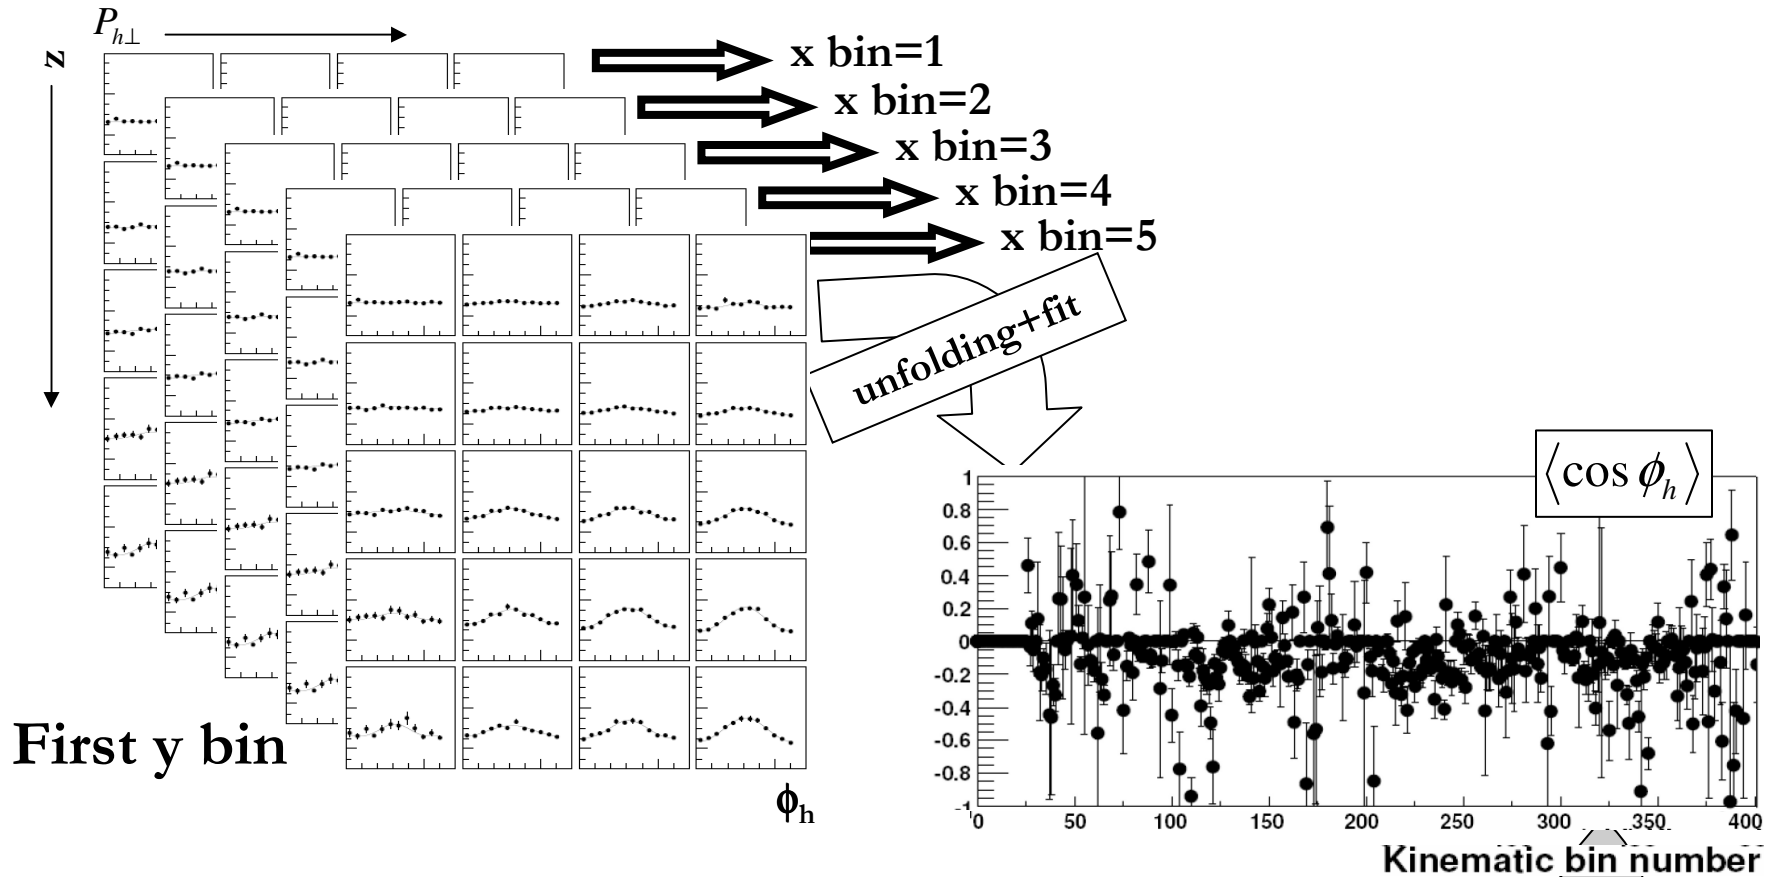 P_{h⊥}
z
x bin=1
x bin=2
x bin=3
x bin=4
x bin=5
unfolding+fit
First y bin
ϕ_h
⟨cos ϕ_h⟩
1
0.8
0.6
0.4
0.2
0
-0.2
-0.4
-0.6
-0.8
-1
0 50 100 150 200 250 300 350 400
Kinematic bin number